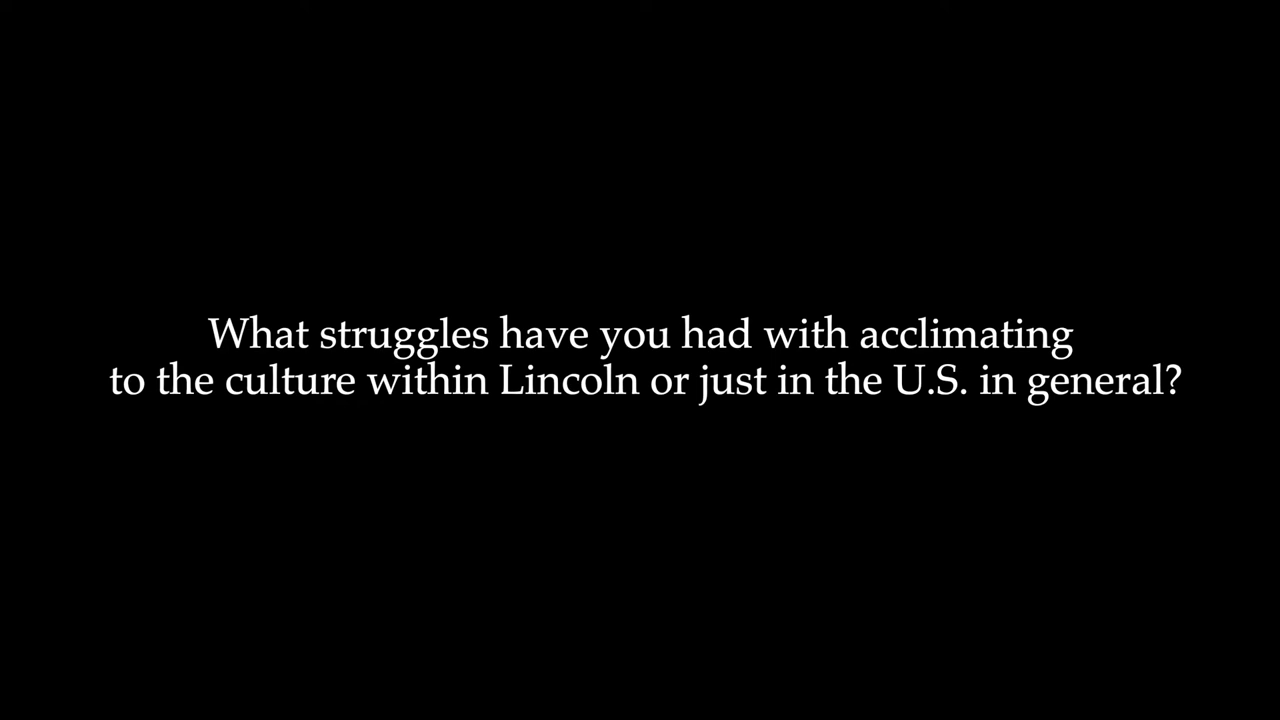 What struggles have you had with acclimating
to the culture within Lincoln or just in the U.S. in general?